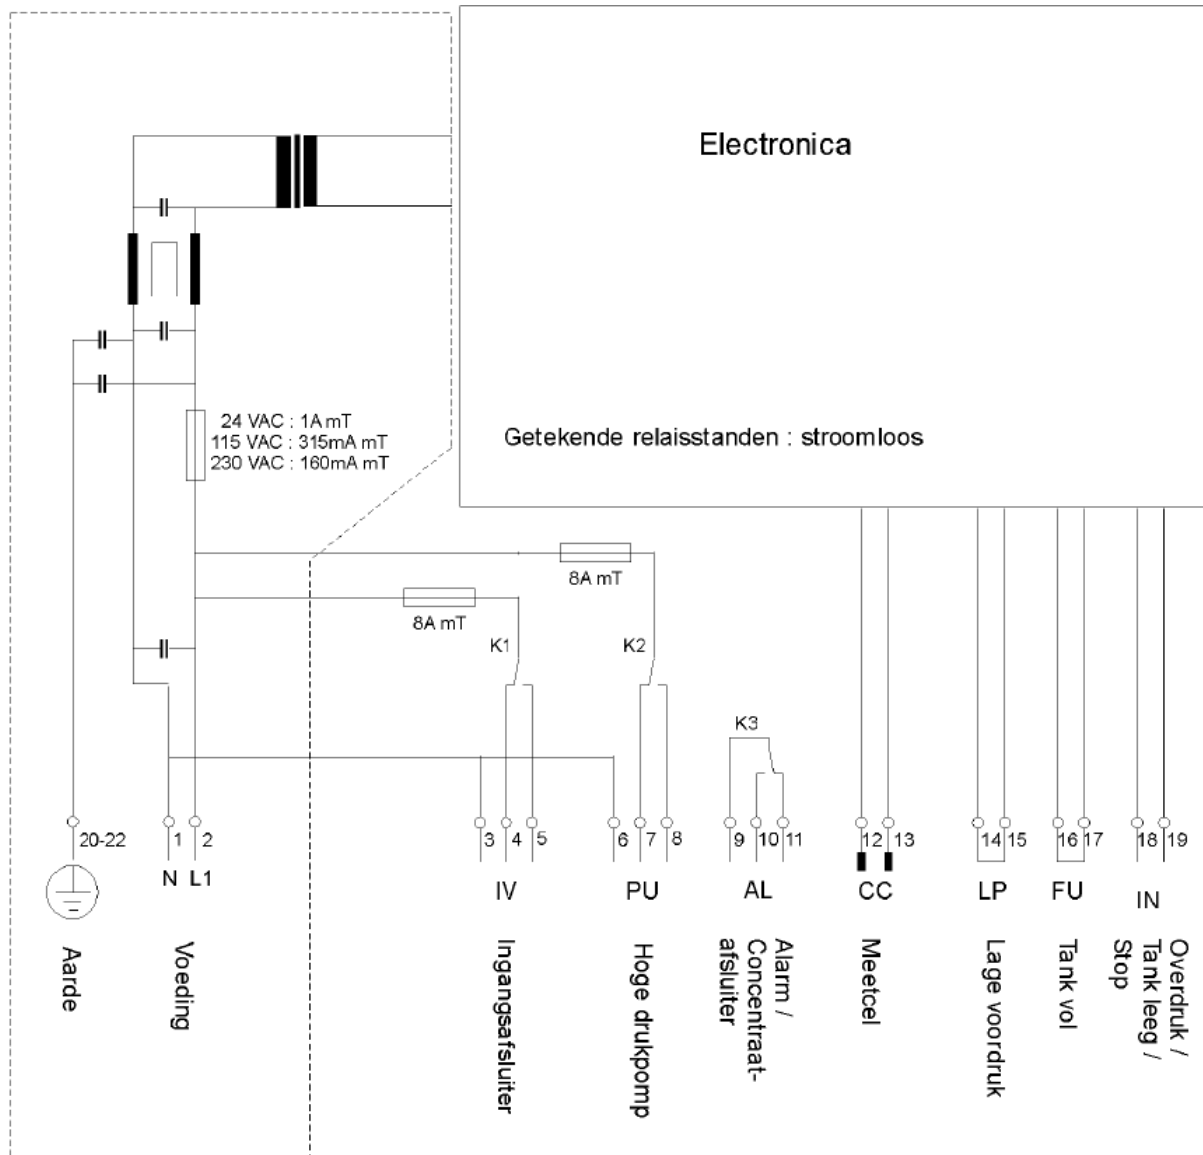 Electronica
24 VAC : 1A mT
115 VAC : 315mA mT
230 VAC : 160mA mT
Getekende relaisstanden : stroomloos
8A mT
8A mT
K1
K2
K3
20-22
1
2
3
4
5
6
7
8
9
10
11
12
13
14
15
16
17
18
19
N
L1
IV
PU
AL
CC
LP
FU
IN
Aarde
Voeding
Ingangsafsluiter
Hoge drukpomp
Alarm /
Concentraat-
afsluiter
Meetcel
Lage voordruk
Tank vol
Overdruk /
Tank leeg /
Stop